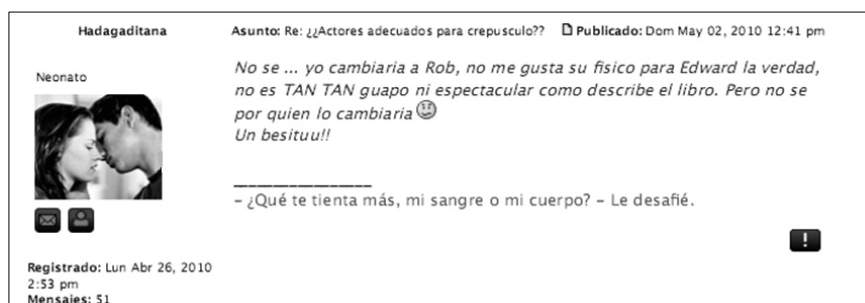 Hadagaditana
Asunto: Re: ¿¿Actores adecuados para crepusculo?? Publicado: Dom May 02, 2010 12:41 pm
Neonato
No se ... yo cambiaria a Rob, no me gusta su fisico para Edward la verdad,
no es TAN TAN guapo ni espectacular como describe el libro. Pero no se
por quien lo cambiaria
Un besituu!!
– ¿Qué te tienta más, mi sangre o mi cuerpo? – Le desafié.
!
Registrado: Lun Abr 26, 2010
2:53 pm
Mensajes: 51